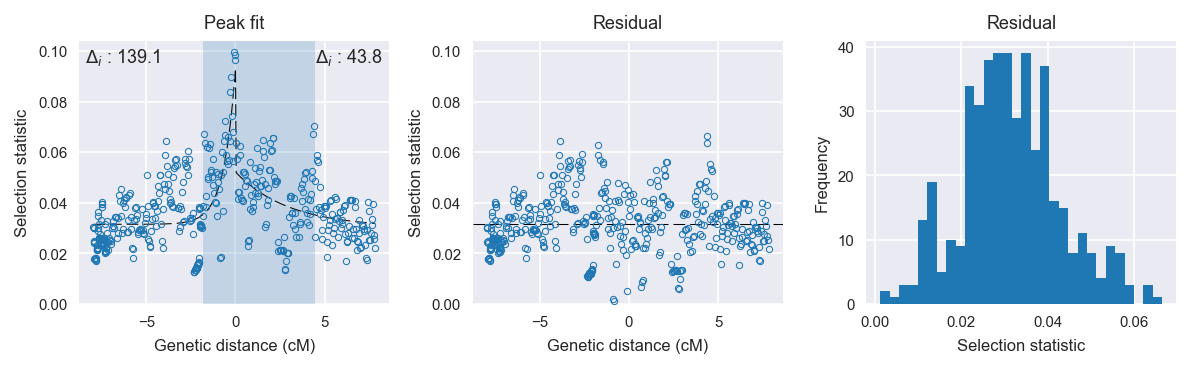 Peak fit
Δi : 139.1
Δi : 43.8
0.10
0.08
0.06
0.04
0.02
0.00
Selection statistic
−5
0
5
Genetic distance (cM)
Residual
0.10
0.08
0.06
0.04
0.02
0.00
Selection statistic
−5
0
5
Genetic distance (cM)
Residual
40
30
20
10
0
Frequency
0.00
0.02
0.04
0.06
Selection statistic